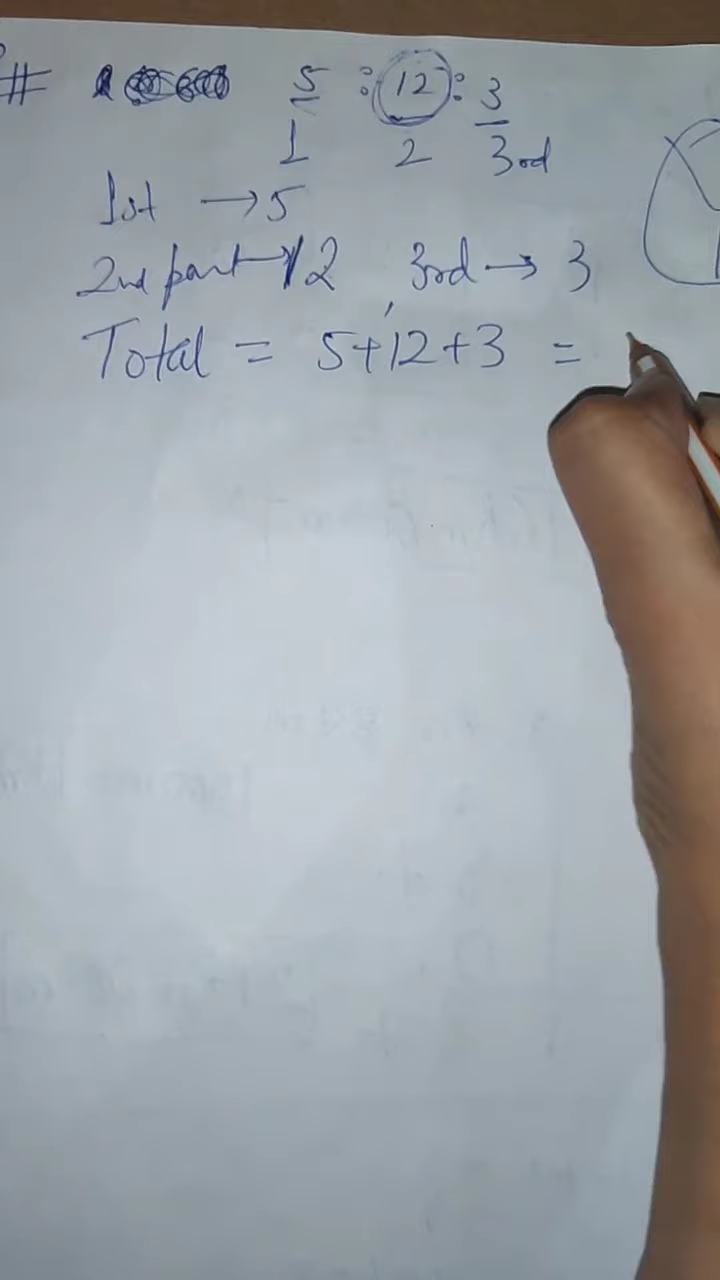 # 5 : 12 : 3
1 2 3rd
1st → 5
2nd part → 12 3rd → 3
Total = 5+12+3 =